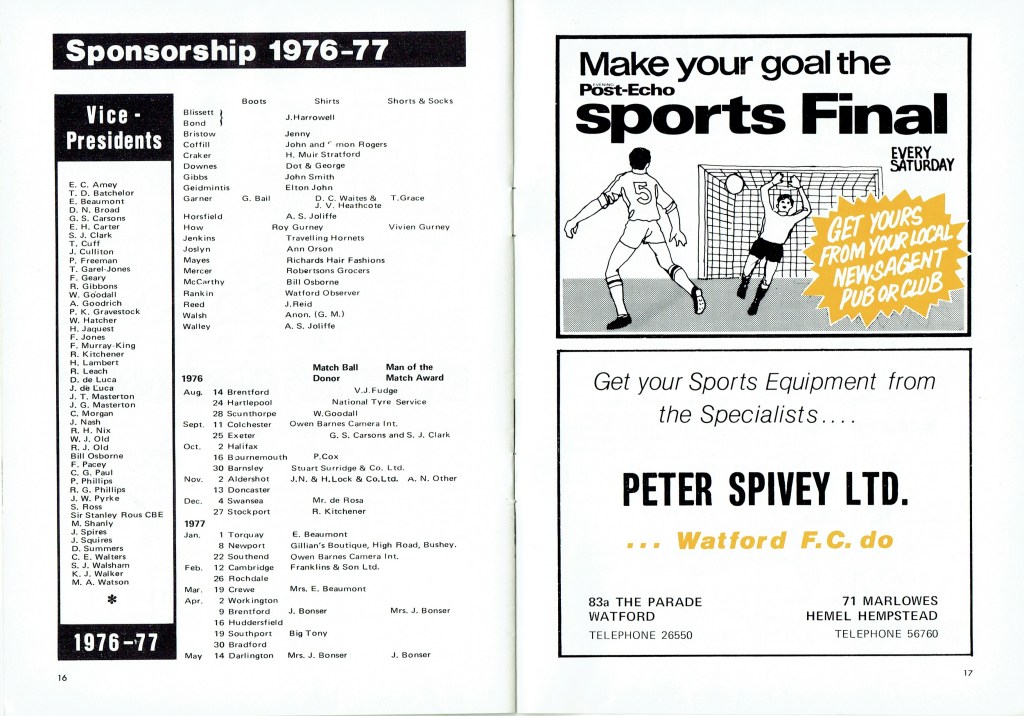 Sponsorship 1976-77
Vice-
Presidents
E. C. Amey
T. D. Batchelor
E. Beaumont
D. N. Broad
G. S. Carsons
E. H. Carter
S. J. Clark
T. Cuff
J. Culliton
P. Freeman
T. Garel-Jones
F. Geary
R. Gibbons
W. Goodall
A. Goodrich
P. K. Gravestock
W. Hatcher
H. Jaquest
F. Jones
F. Murray-King
R. Kitchener
H. Lambert
R. Leach
D. de Luca
J. de Luca
J. T. Masterton
J. G. Masterton
C. Morgan
J. Nash
R. H. Nix
W. J. Old
R. J. Old
Bill Osborne
F. Pacey
C. G. Paul
P. Phillips
R. G. Phillips
J. W. Pyrke
S. Ross
Sir Stanley Rous CBE
M. Shanly
J. Spires
J. Squires
D. Summers
C. E. Walters
S. J. Walsham
K. J. Walker
M. A. Watson
*
1976-77
Boots Shirts Shorts & Socks
Blissett }
Bond } J. Harrowell
Bristow Jenny
Coffill John and mon Rogers
Craker H. Muir Stratford
Downes Dot & George
Gibbs John Smith
Geidmintis Elton John
Garner G. Bail D. C. Waites & T. Grace
J. V. Heathcote
Horsfield A. S. Joliffe
How Roy Gurney Vivien Gurney
Jenkins Travelling Hornets
Joslyn Ann Orson
Mayes Richards Hair Fashions
Mercer Robertsons Grocers
McCarthy Bill Osborne
Rankin Watford Observer
Reed J. Reid
Walsh Anon. (G. M.)
Walley A. S. Joliffe
Match Ball Man of the
1976 Donor Match Award
Aug. 14 Brentford V.J. Fudge
24 Hartlepool National Tyre Service
28 Scunthorpe W. Goodall
Sept. 11 Colchester Owen Barnes Camera Int.
25 Exeter G. S. Carsons and S. J. Clark
Oct. 2 Halifax
16 Bournemouth P. Cox
30 Barnsley Stuart Surridge & Co. Ltd.
Nov. 2 Aldershot J.N. & H.Lock & Co.Ltd. A. N. Other
13 Doncaster
Dec. 4 Swansea Mr. de Rosa
27 Stockport R. Kitchener
1977
Jan. 1 Torquay E. Beaumont
8 Newport Gillian's Boutique, High Road, Bushey.
22 Southend Owen Barnes Camera Int.
Feb. 12 Cambridge Franklins & Son Ltd.
26 Rochdale
Mar. 19 Crewe Mrs. E. Beaumont
Apr. 2 Workington
9 Brentford J. Bonser Mrs. J. Bonser
16 Huddersfield
19 Southport Big Tony
30 Bradford
May 14 Darlington Mrs. J. Bonser J. Bonser
16
Make your goal the
EVENING
Post-Echo
sports Final
EVERY
SATURDAY
5
GET YOURS
FROM YOUR LOCAL
NEWSAGENT
PUB OR CLUB
Get your Sports Equipment from
the Specialists....
PETER SPIVEY LTD.
... Watford F.C. do
83a THE PARADE
WATFORD
TELEPHONE 26550
71 MARLOWES
HEMEL HEMPSTEAD
TELEPHONE 56760
17